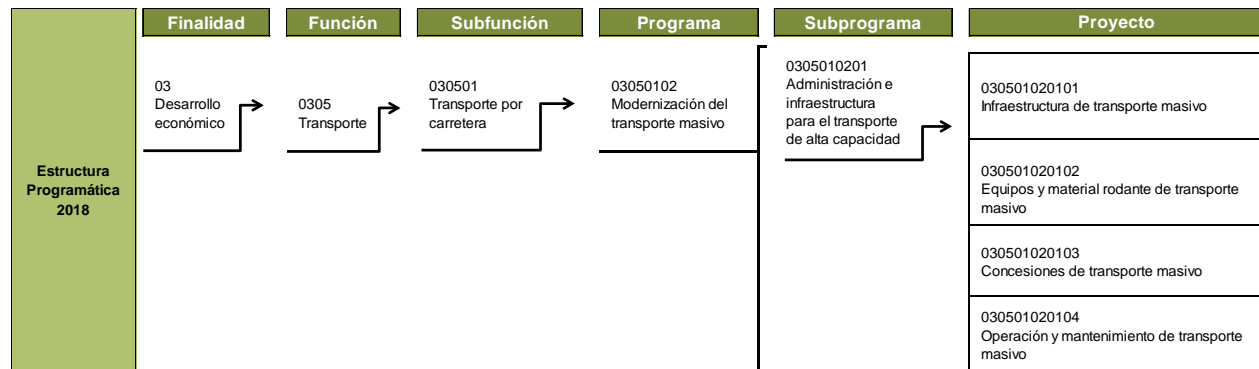 Finalidad
Función
Subfunción
Programa
Subprograma
Proyecto
Estructura
Programática
2018
03
Desarrollo
económico
0305
Transporte
030501
Transporte por
carretera
03050102
Modernización del
transporte masivo
0305010201
Administración e
infraestructura
para el transporte
de alta capacidad
030501020101
Infraestructura de transporte masivo
030501020102
Equipos y material rodante de transporte
masivo
030501020103
Concesiones de transporte masivo
030501020104
Operación y mantenimiento de transporte
masivo